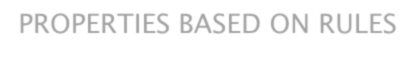 PROPERTIES BASED ON RULES